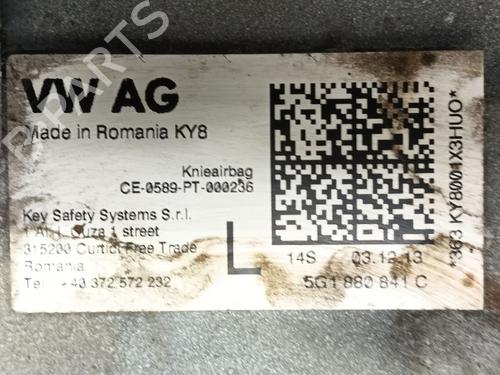 VW AG
Made in Romania KY8
Knieairbag
CE-0589-PT-000236
Key Safety Systems S.r.l.
1 Al. I. Cuza 1 street
315200 Curtici Free Trade
Romania
Tel: +40 372 572 232
L
14S 03.12.13
5G1 880 841 C
*363 KY8001X3HUO*
B-PARTS